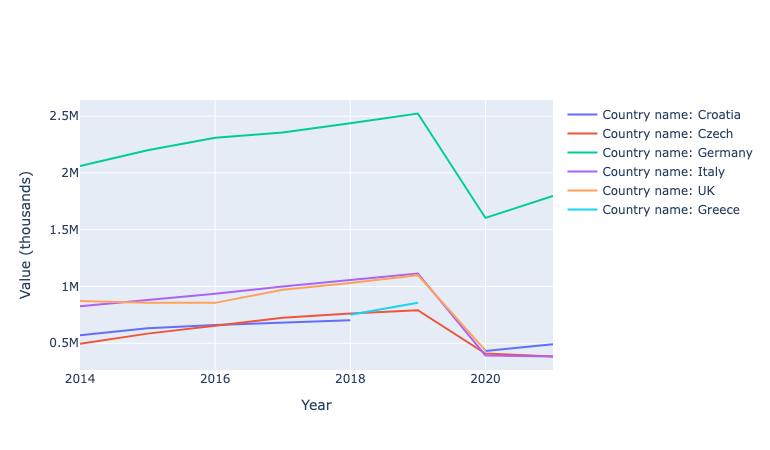 2.5M
2M
1.5M
1M
0.5M
2014
2016
2018
2020
Year
Value (thousands)
Country name: Croatia
Country name: Czech
Country name: Germany
Country name: Italy
Country name: UK
Country name: Greece